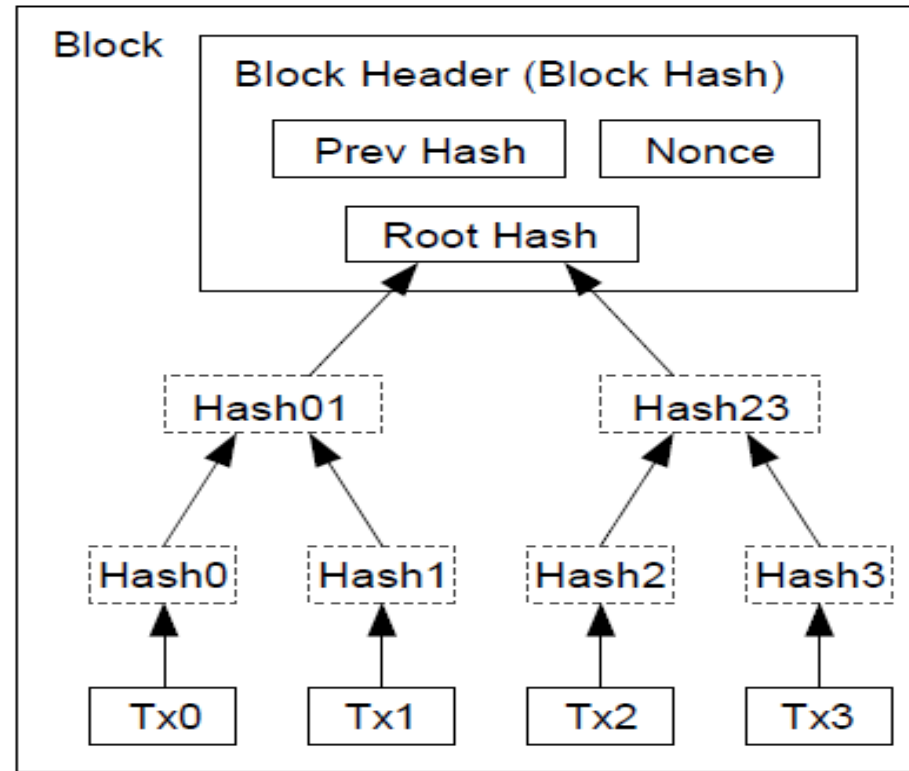 Block
Block Header (Block Hash)
Prev Hash
Nonce
Root Hash
Hash01
Hash23
Hash0
Hash1
Hash2
Hash3
Tx0
Tx1
Tx2
Tx3